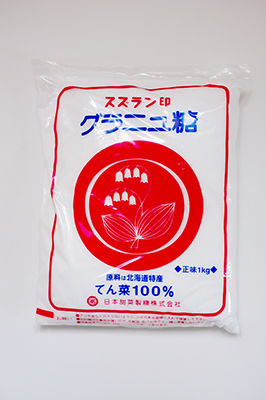 スズラン印
グラニュ糖
◆正味1kg◆
原料は北海道特産
てん菜100%
日本甜菜製糖株式会社